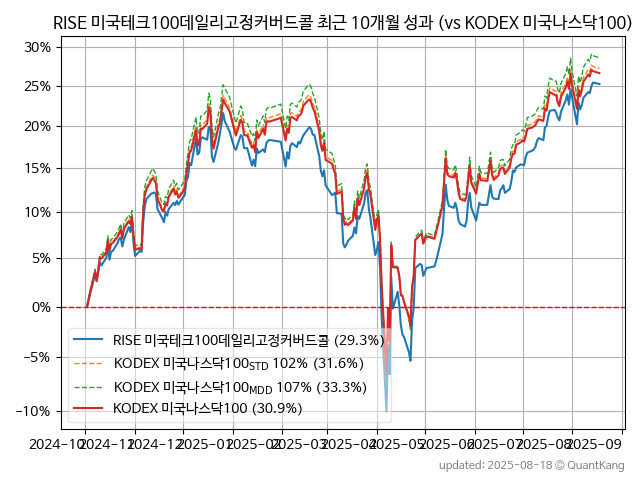 RISE 미국테크100데일리고정커버드콜 최근 10개월 성과 (vs KODEX 미국나스닥100)
30%
25%
20%
15%
10%
5%
0%
−5%
−10%
RISE 미국테크100데일리고정커버드콜 (29.3%)
KODEX 미국나스닥100STD 102% (31.6%)
KODEX 미국나스닥100MDD 107% (33.3%)
KODEX 미국나스닥100 (30.9%)
2024-10 2024-11 2024-12 2025-01 2025-02 2025-03 2025-04 2025-05 2025-06 2025-07 2025-08 2025-09
updated: 2025-08-18 © QuantKang